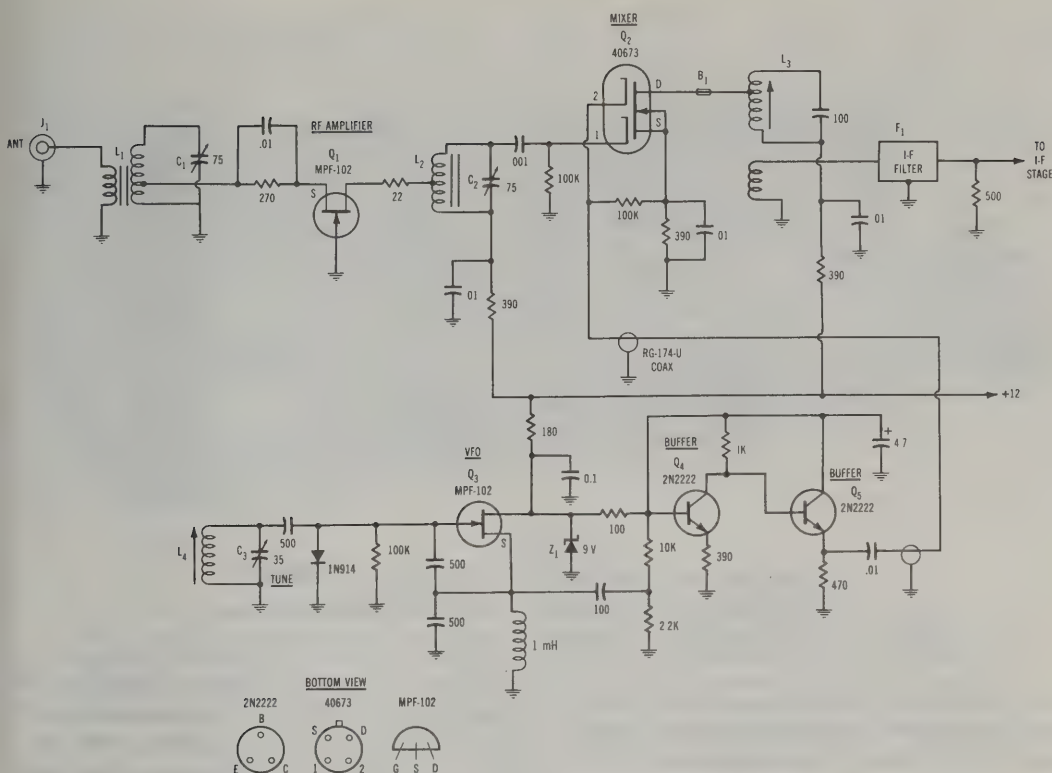 MIXER
Q2
40673
J1
ANT
L1
C1
75
.01
270
RF AMPLIFIER
Q1
MPF-102
S
22
L2
C2
75
001
100K
2
1
D
S
B1
L3
100
F1
I-F
FILTER
TO
I-F
STAGE
500
100K
390
01
01
390
01
390
RG-174-U
COAX
+12
180
VFO
Q3
MPF-102
0.1
S
L4
C3
35
TUNE
500
1N914
100K
500
500
100
Z1
9 V
100
10K
2 2K
1 mH
BUFFER
Q4
2N2222
1K
390
BUFFER
Q5
2N2222
+
4 7
470
.01
BOTTOM VIEW
2N2222
40673
MPF-102
B
E
C
S
D
1
2
G S D